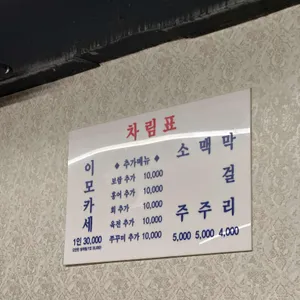 차림표
이모카세
1인 30,000
◆ 추가메뉴 ◆
보쌈 추가 10,000
홍어 추가 10,000
회 추가 10,000
육전 추가 10,000
쭈꾸미 추가 10,000
소주 5,000
맥주 5,000
막걸리 4,000